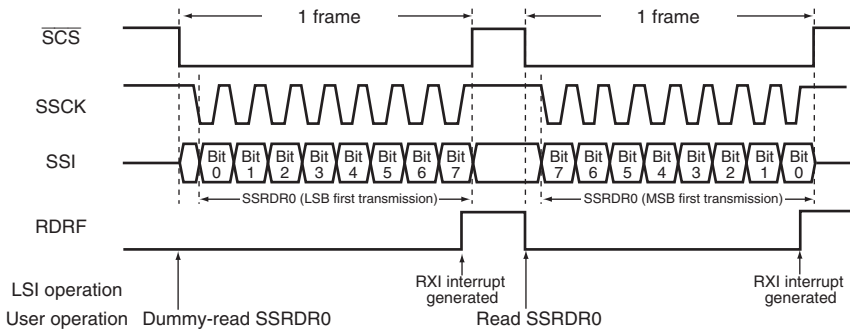 1 frame 1 frame
SCS
SSCK
SSI Bit 0 Bit 1 Bit 2 Bit 3 Bit 4 Bit 5 Bit 6 Bit 7 Bit 7 Bit 6 Bit 5 Bit 4 Bit 3 Bit 2 Bit 1 Bit 0
SSRDR0 (LSB first transmission) SSRDR0 (MSB first transmission)
RDRF
LSI operation RXI interrupt generated RXI interrupt generated
User operation Dummy-read SSRDR0 Read SSRDR0